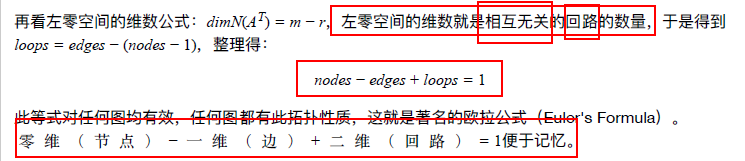 再看左零空间的维数公式：dimN(A^T) = m − r，左零空间的维数就是相互无关的回路的数量，于是得到
loops = edges − (nodes − 1)，整理得：
nodes − edges + loops = 1
此等式对任何图均有效，任何图都有此拓扑性质，这就是著名的欧拉公式（Euler's Formula）。
零维（节点）− 一维（边）+ 二维（回路）= 1便于记忆。